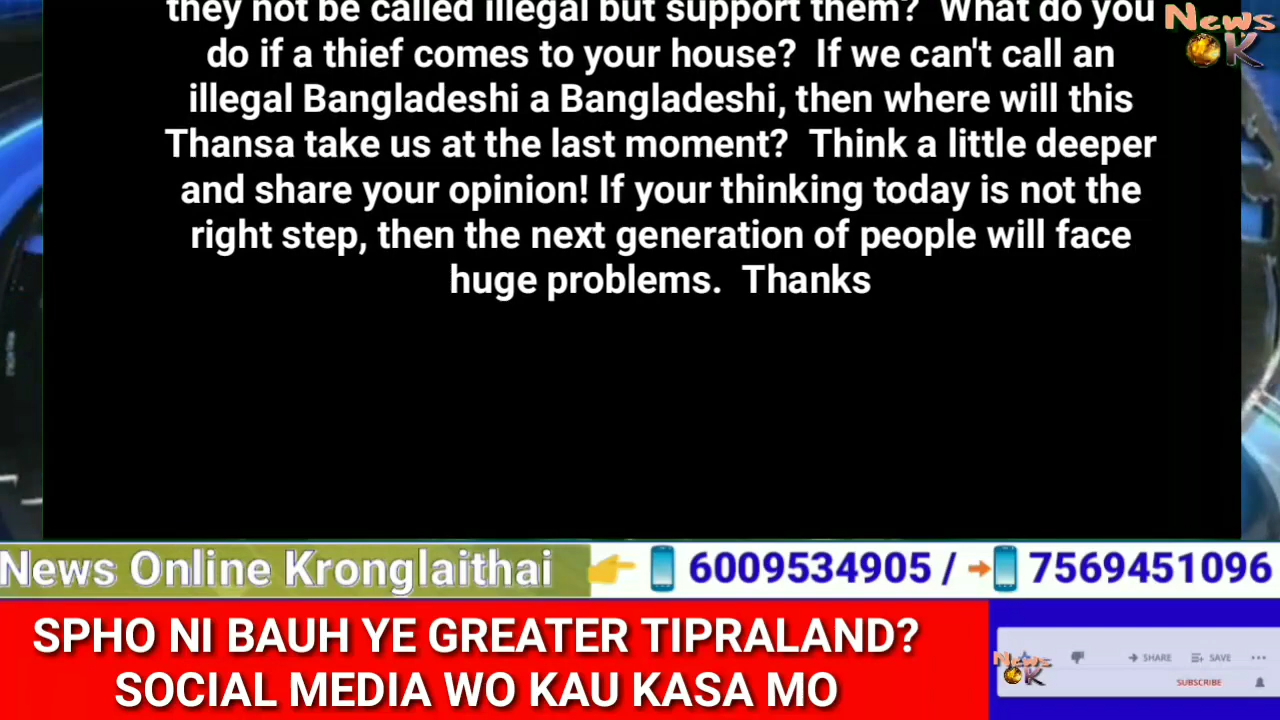 they not be called illegal but support them? What do you
do if a thief comes to your house? If we can't call an
illegal Bangladeshi a Bangladeshi, then where will this
Thansa take us at the last moment? Think a little deeper
and share your opinion! If your thinking today is not the
right step, then the next generation of people will face
huge problems. Thanks
News
OK
News Online Kronglaithai
6009534905 /
7569451096
SPHO NI BAUH YE GREATER TIPRALAND?
SOCIAL MEDIA WO KAU KASA MO
News
OK
SHARE
SAVE
SUBSCRIBE